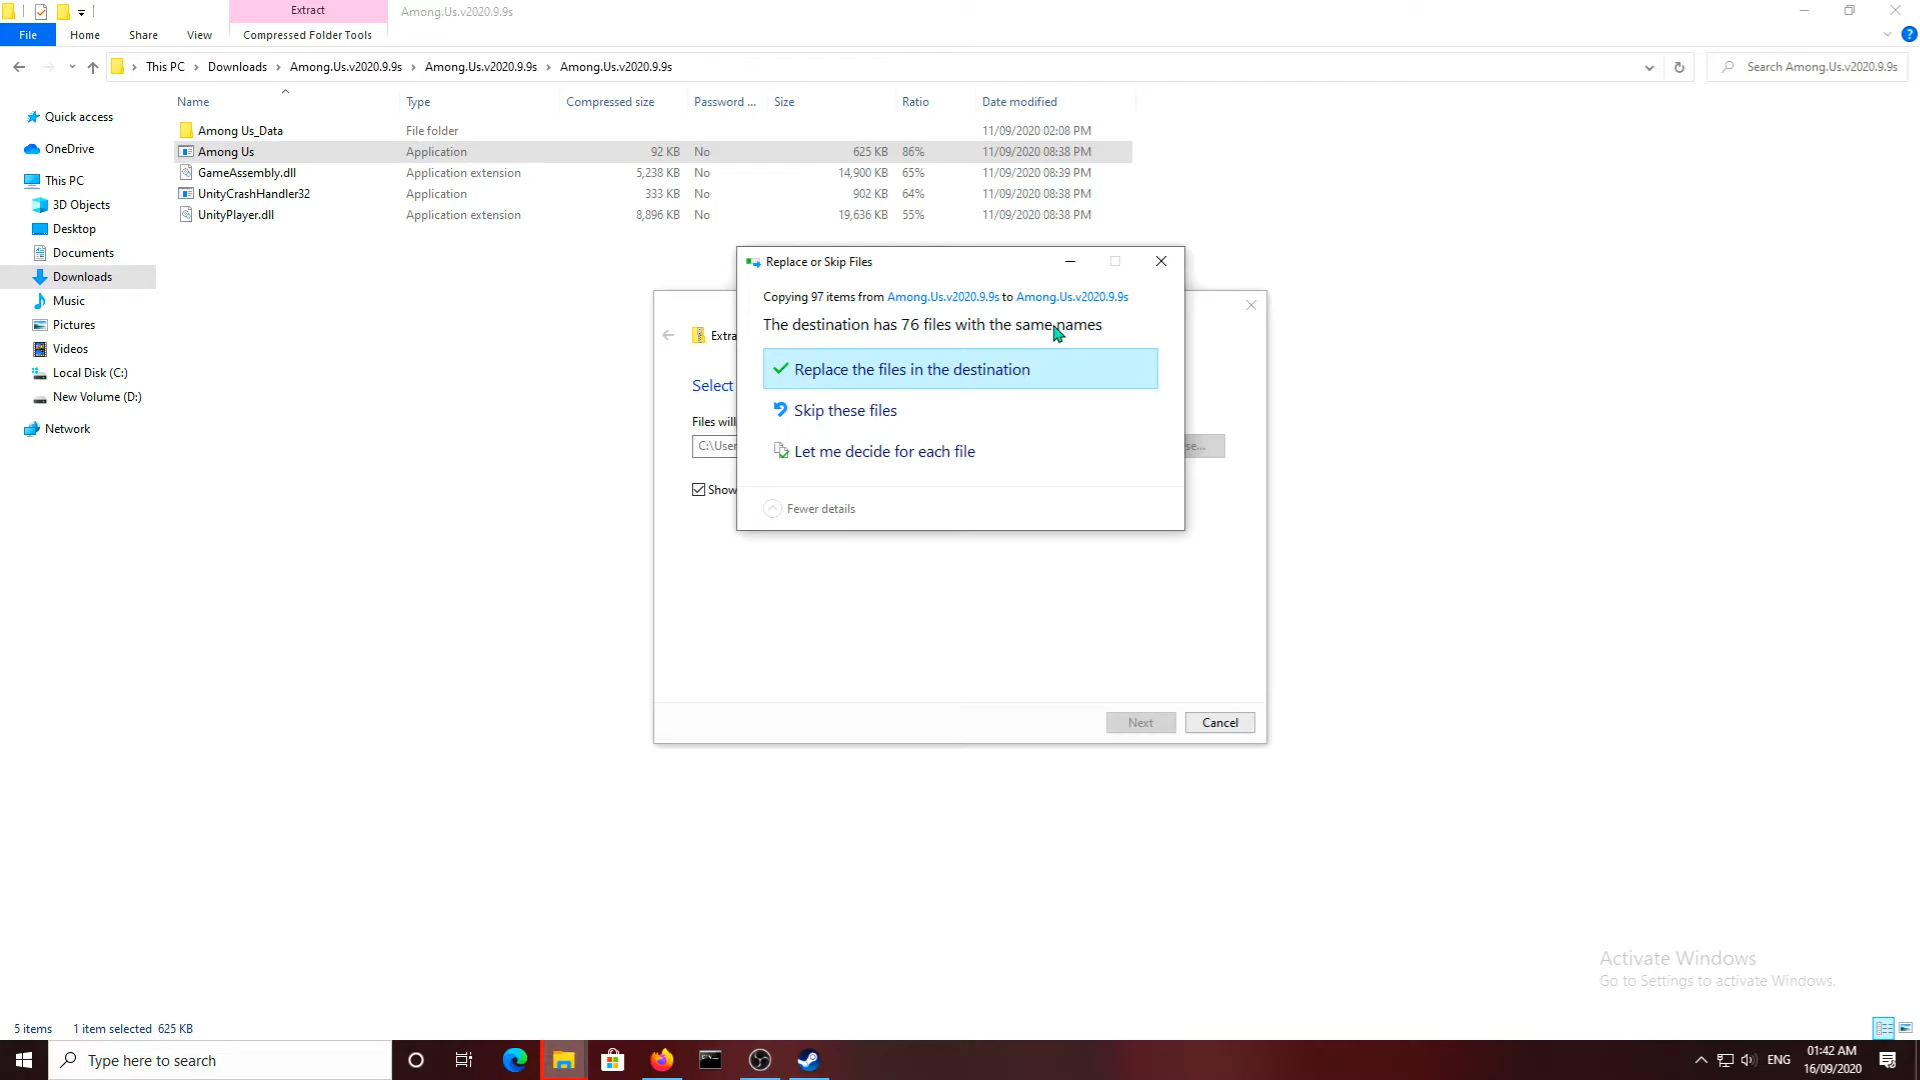 Extract
Among.Us.v2020.9.9s
File
Home
Share
View
Compressed Folder Tools
This PC
Downloads
Among.Us.v2020.9.9s
Among.Us.v2020.9.9s
Among.Us.v2020.9.9s
Search Among.Us.v2020.9.9s
Name
Type
Compressed size
Password ...
Size
Ratio
Date modified
Quick access
OneDrive
This PC
3D Objects
Desktop
Documents
Downloads
Music
Pictures
Videos
Local Disk (C:)
New Volume (D:)
Network
Among Us_Data File folder 11/09/2020 02:08 PM
Among Us Application 92 KB No 625 KB 86% 11/09/2020 08:38 PM
GameAssembly.dll Application extension 5,238 KB No 14,900 KB 65% 11/09/2020 08:39 PM
UnityCrashHandler32 Application 333 KB No 902 KB 64% 11/09/2020 08:38 PM
UnityPlayer.dll Application extension 8,896 KB No 19,636 KB 55% 11/09/2020 08:38 PM
Replace or Skip Files
Copying 97 items from Among.Us.v2020.9.9s to Among.Us.v2020.9.9s
The destination has 76 files with the same names
Replace the files in the destination
Skip these files
Let me decide for each file
Fewer details
Extra
Select
Files will
C:\User
se...
Show
Next
Cancel
Activate Windows
Go to Settings to activate Windows.
5 items
1 item selected 625 KB
Type here to search
ENG
01:42 AM
16/09/2020